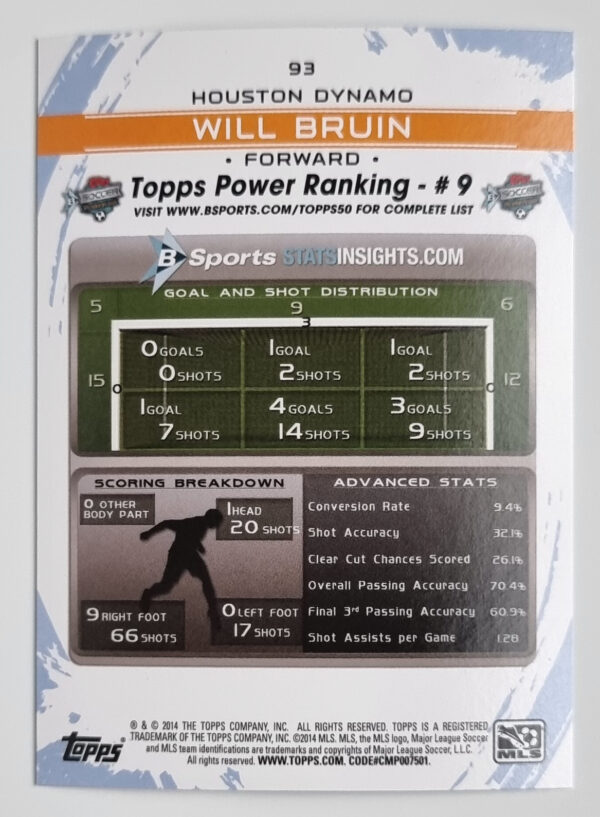 93
HOUSTON DYNAMO
WILL BRUIN
• FORWARD •
Topps Power Ranking - # 9
VISIT WWW.BSPORTS.COM/TOPPS50 FOR COMPLETE LIST
B Sports STATSINSIGHTS.COM
GOAL AND SHOT DISTRIBUTION
5 9 6
3
0 GOALS 1 GOAL 1 GOAL
0 SHOTS 2 SHOTS 2 SHOTS
15 0 0 12
1 GOAL 4 GOALS 3 GOALS
7 SHOTS 14 SHOTS 9 SHOTS
SCORING BREAKDOWN
0 OTHER
BODY PART
1 HEAD
20 SHOTS
9 RIGHT FOOT
66 SHOTS
0 LEFT FOOT
17 SHOTS
ADVANCED STATS
Conversion Rate 9.4%
Shot Accuracy 32.1%
Clear Cut Chances Scored 26.1%
Overall Passing Accuracy 70.4%
Final 3rd Passing Accuracy 60.9%
Shot Assists per Game 1.28
® & © 2014 THE TOPPS COMPANY, INC. ALL RIGHTS RESERVED. TOPPS IS A REGISTERED
TRADEMARK OF THE TOPPS COMPANY, INC. ©2014 MLS. MLS, the MLS logo, Major League Soccer
and MLS team identifications are trademarks and copyrights of Major League Soccer, L.L.C.
All rights reserved. WWW.TOPPS.COM. CODE#CMP007501.
Topps
MLS